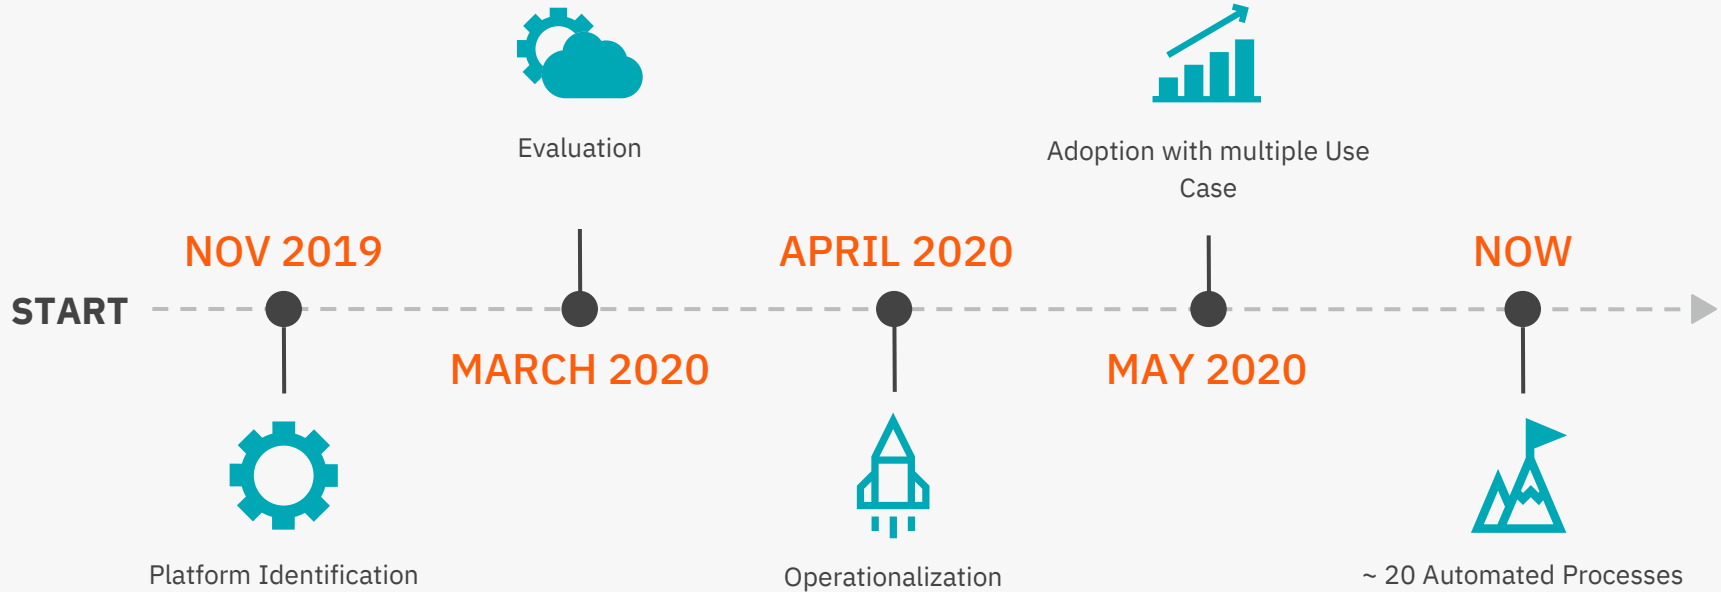 Evaluation
Adoption with multiple Use
Case
NOV 2019
APRIL 2020
NOW
START
MARCH 2020
MAY 2020
Platform Identification
Operationalization
~ 20 Automated Processes